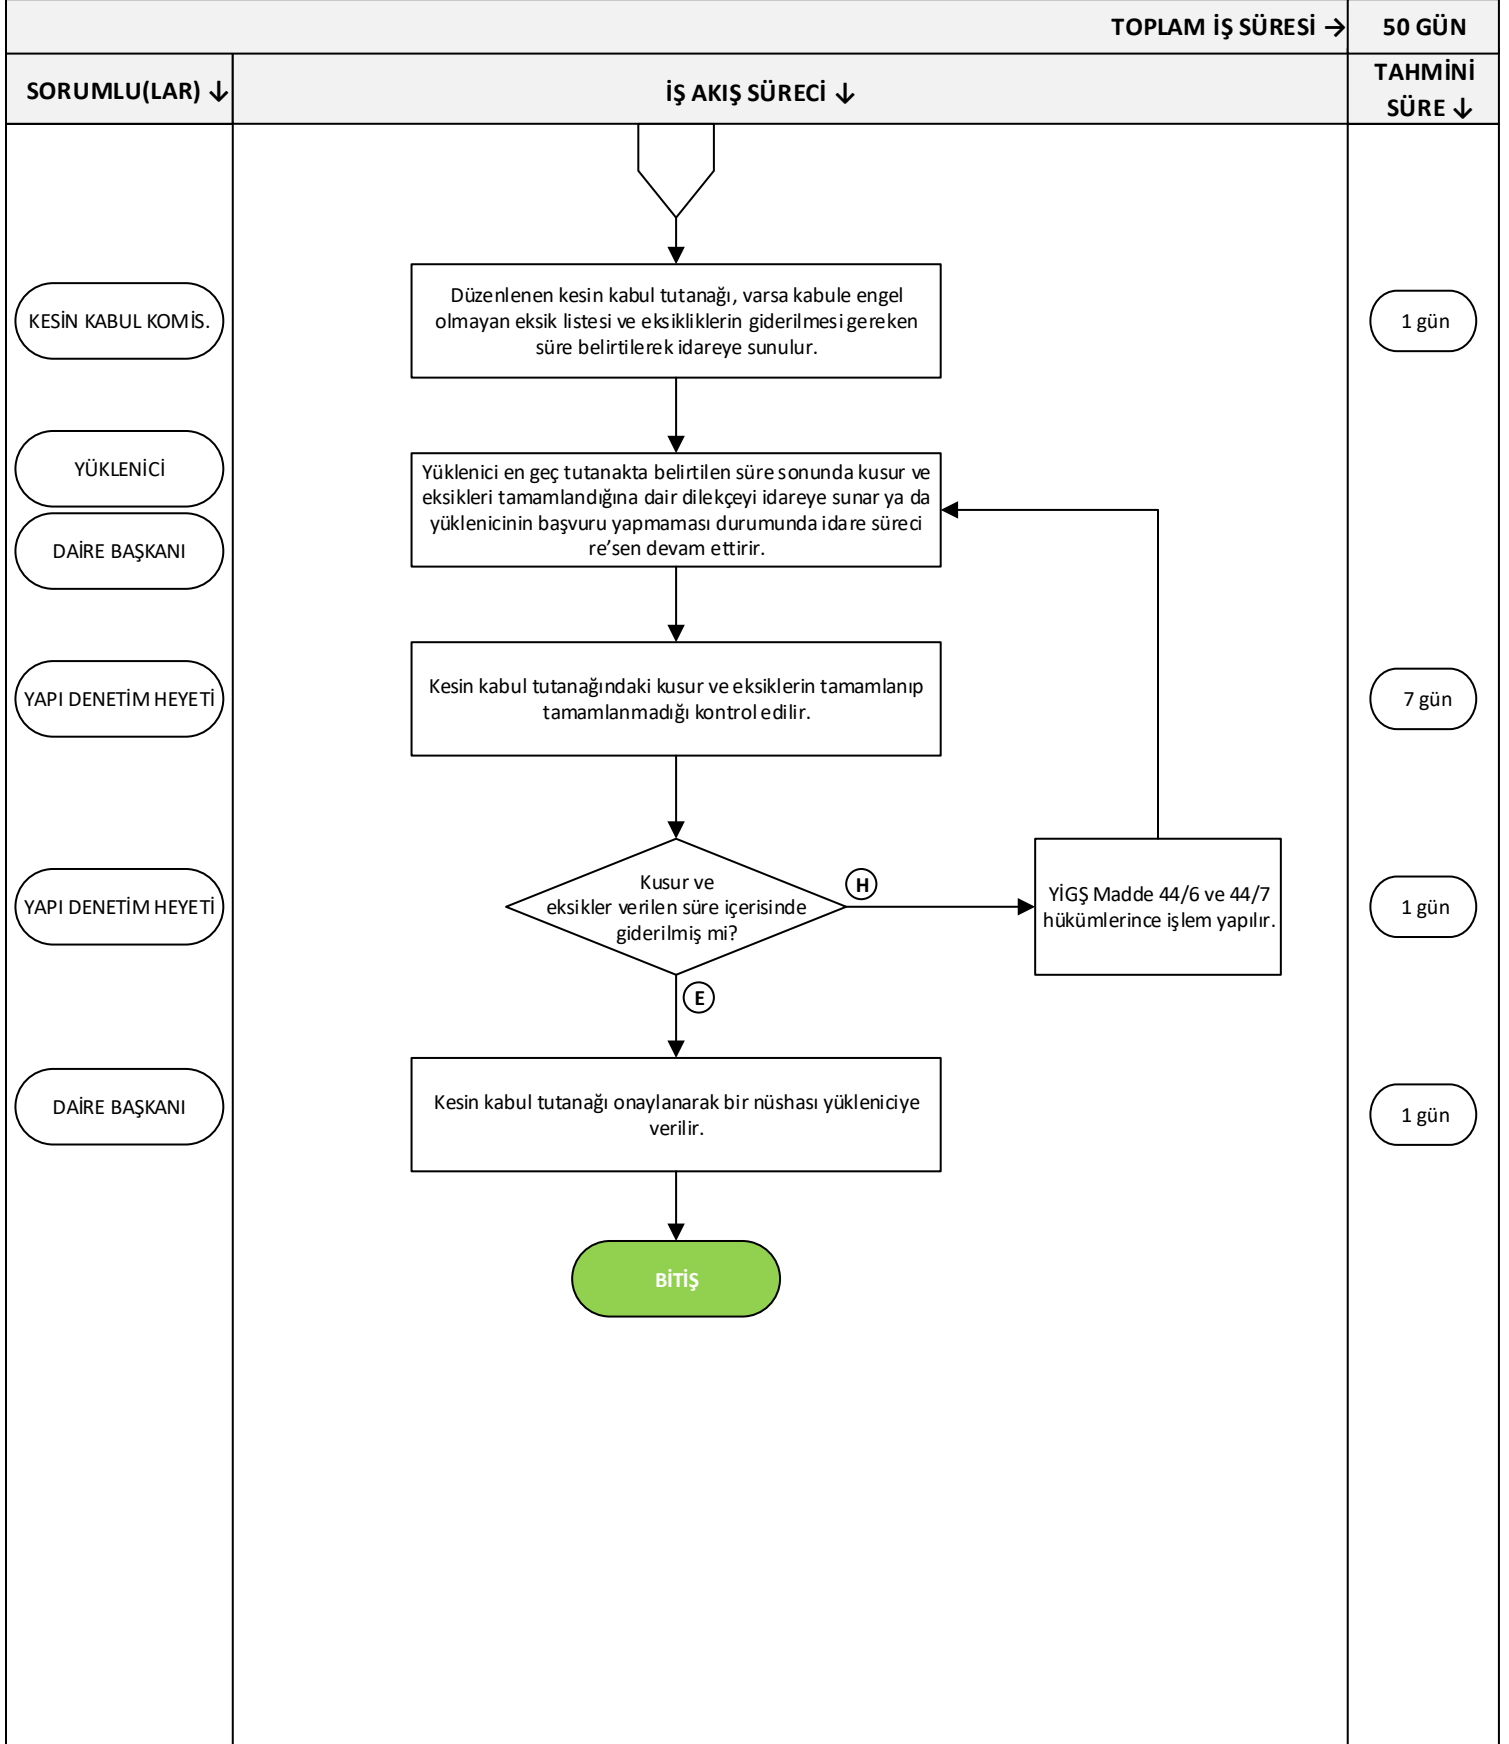 TOPLAM İŞ SÜRESİ →
50 GÜN
SORUMLU(LAR) ↓
İŞ AKIŞ SÜRECİ ↓
TAHMİNİ
SÜRE ↓
KESİN KABUL KOMİS.
Düzenlenen kesin kabul tutanağı, varsa kabule engel
olmayan eksik listesi ve eksikliklerin giderilmesi gereken
süre belirtilerek idareye sunulur.
1 gün
YÜKLENİCİ
DAİRE BAŞKANI
Yüklenici en geç tutanakta belirtilen süre sonunda kusur ve
eksikleri tamamlandığına dair dilekçeyi idareye sunar ya da
yüklenicinin başvuru yapmaması durumunda idare süreci
re’sen devam ettirir.
YAPI DENETİM HEYETİ
Kesin kabul tutanağındaki kusur ve eksiklerin tamamlanıp
tamamlanmadığı kontrol edilir.
7 gün
YAPI DENETİM HEYETİ
Kusur ve
eksikler verilen süre içerisinde
giderilmiş mi?
H
YİGŞ Madde 44/6 ve 44/7
hükümlerince işlem yapılır.
1 gün
E
DAİRE BAŞKANI
Kesin kabul tutanağı onaylanarak bir nüshası yükleniciye
verilir.
1 gün
BİTİŞ